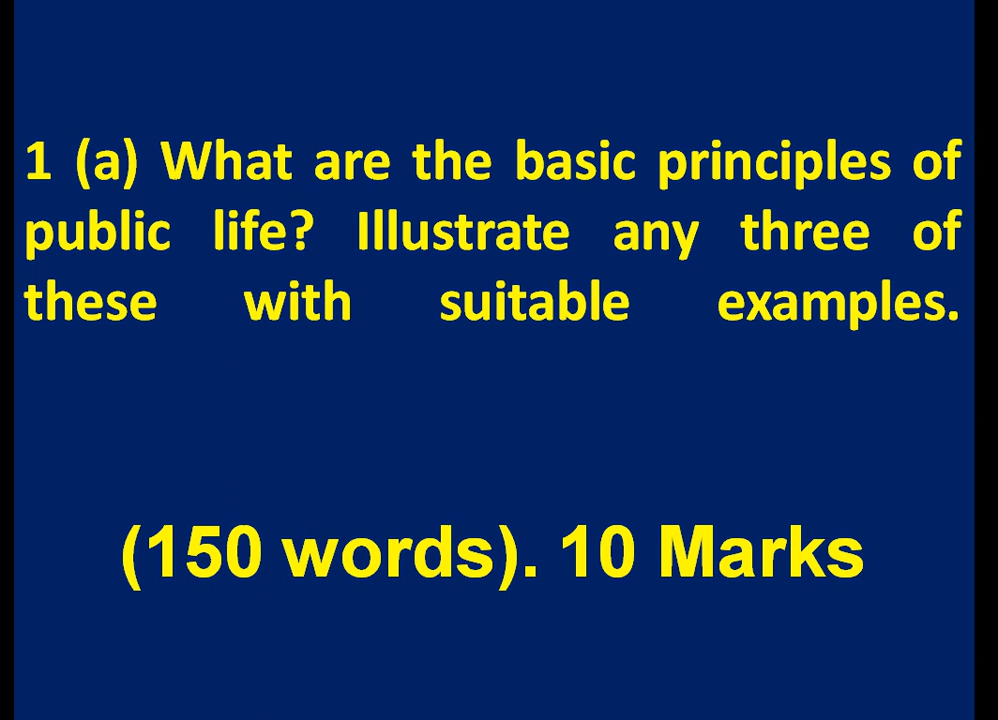 1 (a) What are the basic principles of
public life? Illustrate any three of
these with suitable examples.
(150 words). 10 Marks